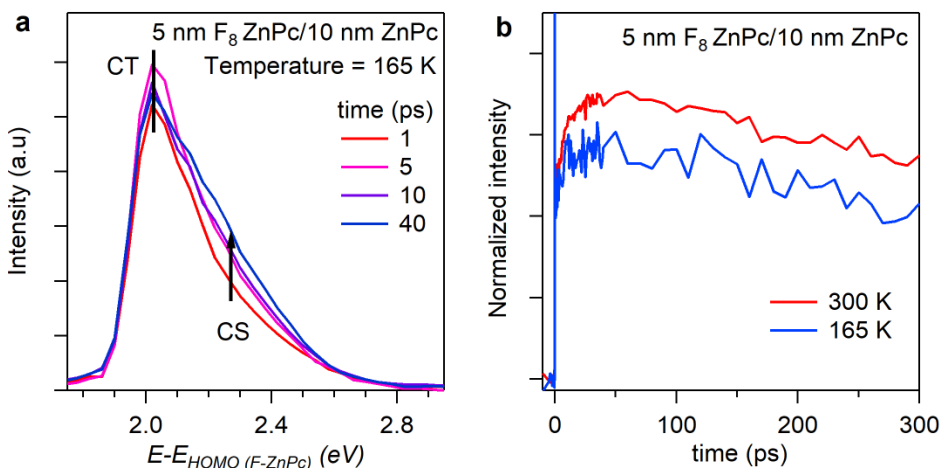 a
5 nm F8 ZnPc/10 nm ZnPc
CT
Temperature = 165 K
time (ps)
1
5
10
40
CS
Intensity (a.u)
2.0
2.4
2.8
E-EHOMO (F-ZnPc) (eV)
b
5 nm F8 ZnPc/10 nm ZnPc
Normalized intensity
300 K
165 K
0
100
200
300
time (ps)